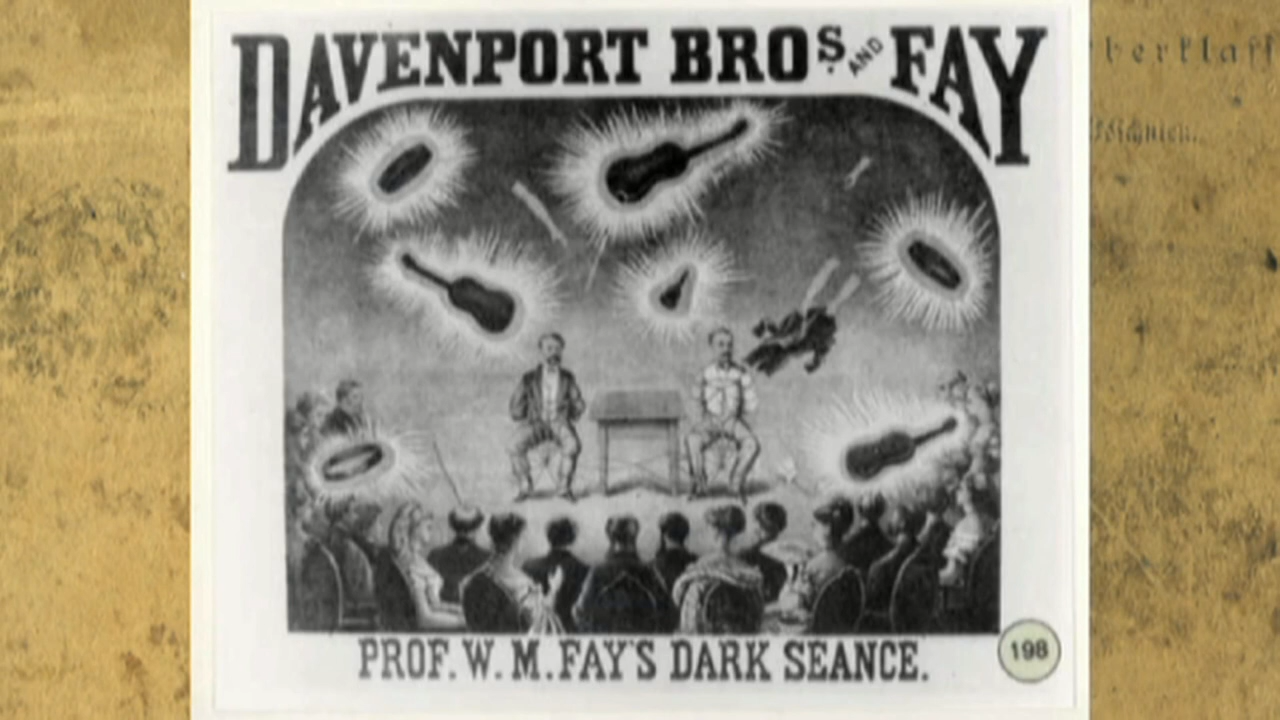 DAVENPORT BROS. AND FAY
PROF. W. M. FAY'S DARK SEANCE.
198